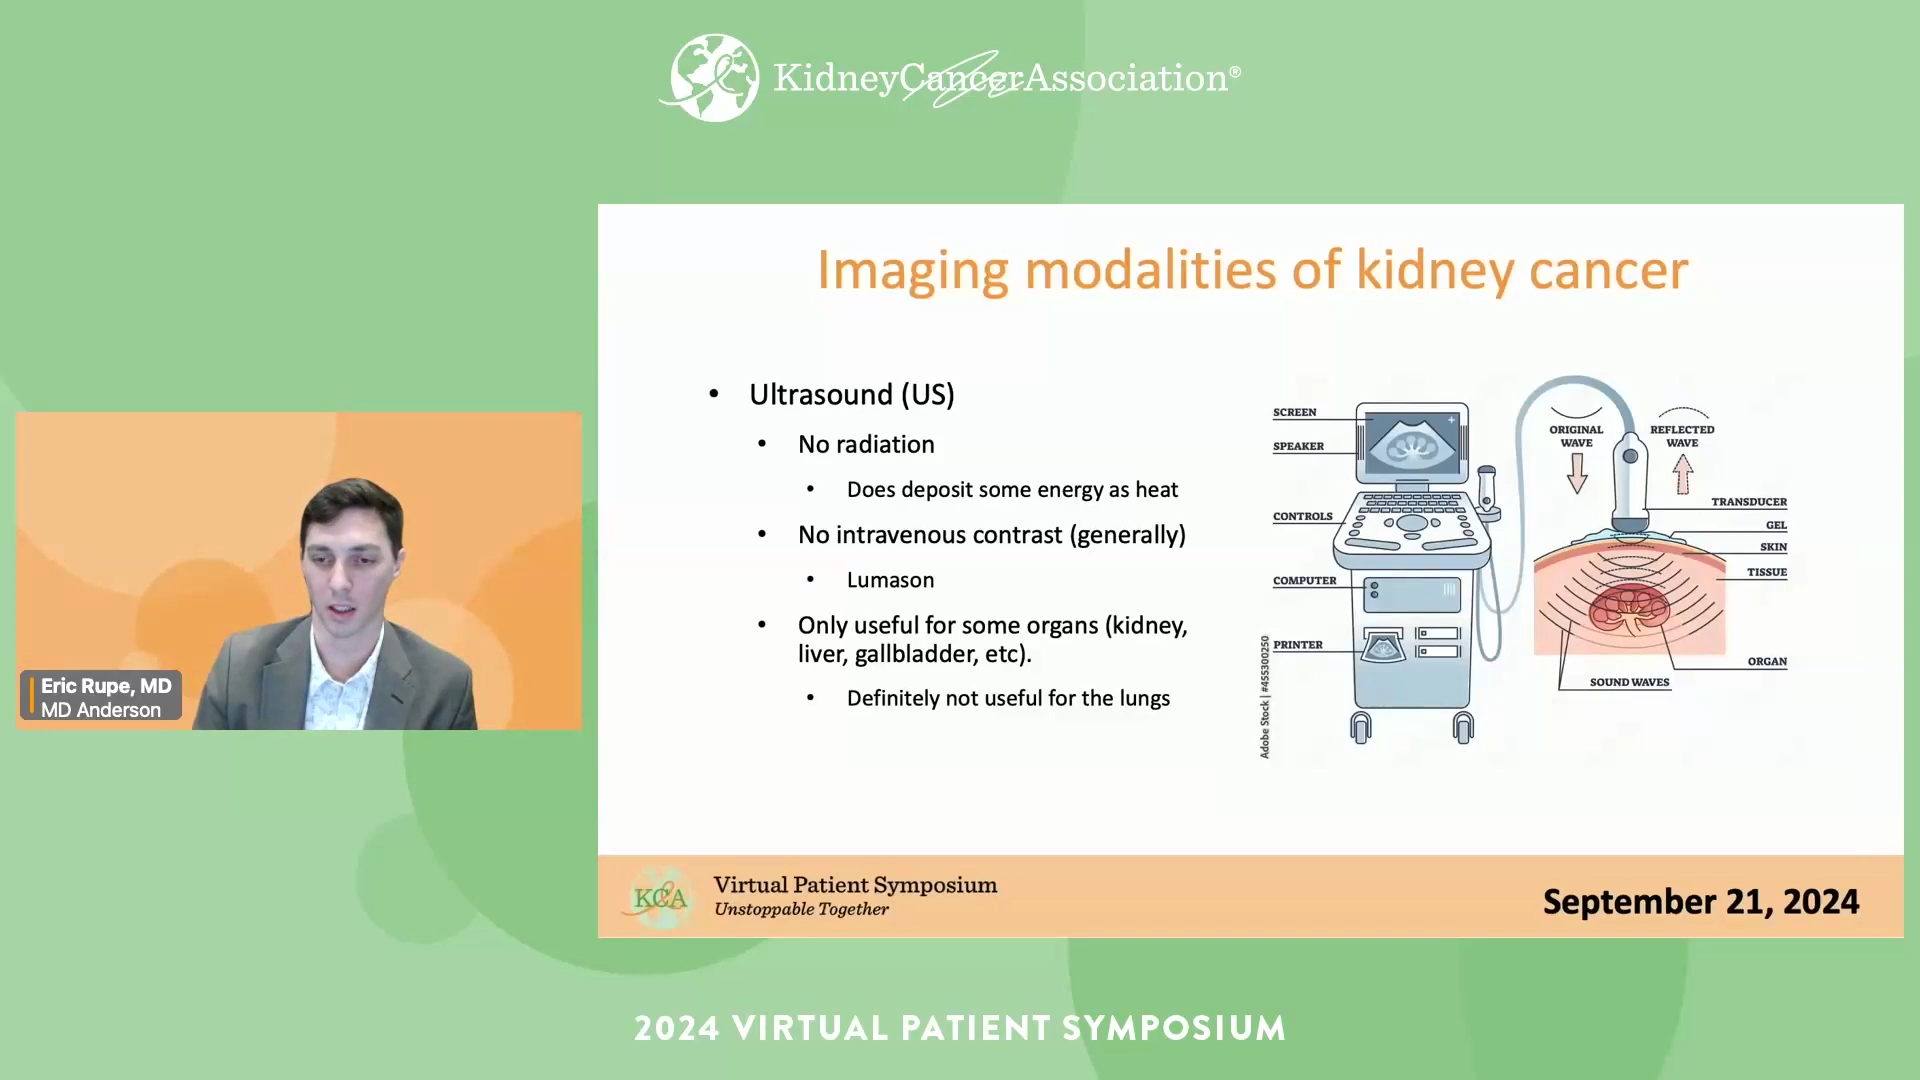 KidneyCancerAssociation®
Imaging modalities of kidney cancer
• Ultrasound (US)
• No radiation
• Does deposit some energy as heat
• No intravenous contrast (generally)
• Lumason
• Only useful for some organs (kidney,
liver, gallbladder, etc).
• Definitely not useful for the lungs
SCREEN
SPEAKER
CONTROLS
COMPUTER
PRINTER
Adobe Stock | #455300250
ORIGINAL
WAVE
REFLECTED
WAVE
TRANSDUCER
GEL
SKIN
TISSUE
ORGAN
SOUND WAVES
Eric Rupe, MD
MD Anderson
KCA
Virtual Patient Symposium
Unstoppable Together
September 21, 2024
2024 VIRTUAL PATIENT SYMPOSIUM